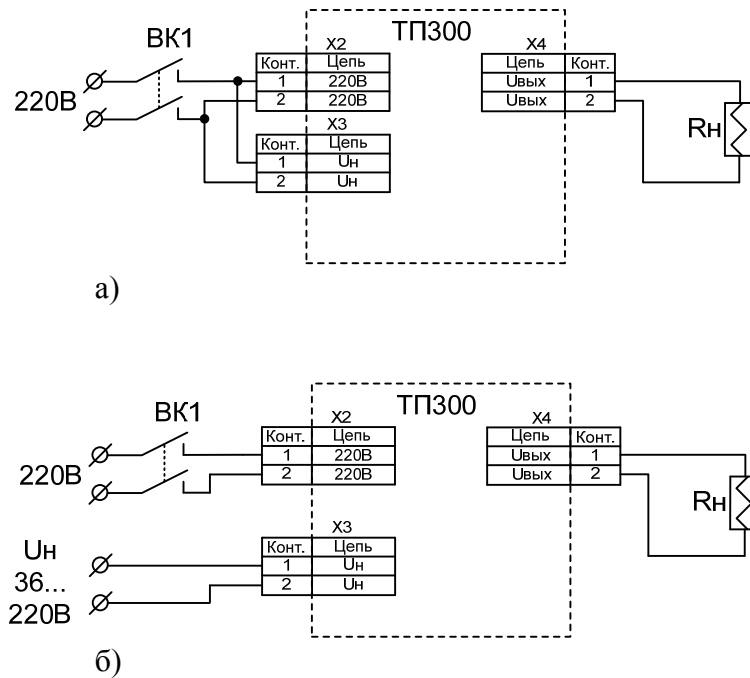 ТП300
ВК1
X2
X4
Конт. Цепь
Цепь Конт.
1 220В
Uвых 1
220В
2 220В
Uвых 2
X3
Rн
Конт. Цепь
1 Uн
2 Uн
а)
ТП300
ВК1
X2
X4
Конт. Цепь
Цепь Конт.
1 220В
Uвых 1
220В
2 220В
Uвых 2
Rн
X3
Uн
Конт. Цепь
1 Uн
36...
2 Uн
220В
б)